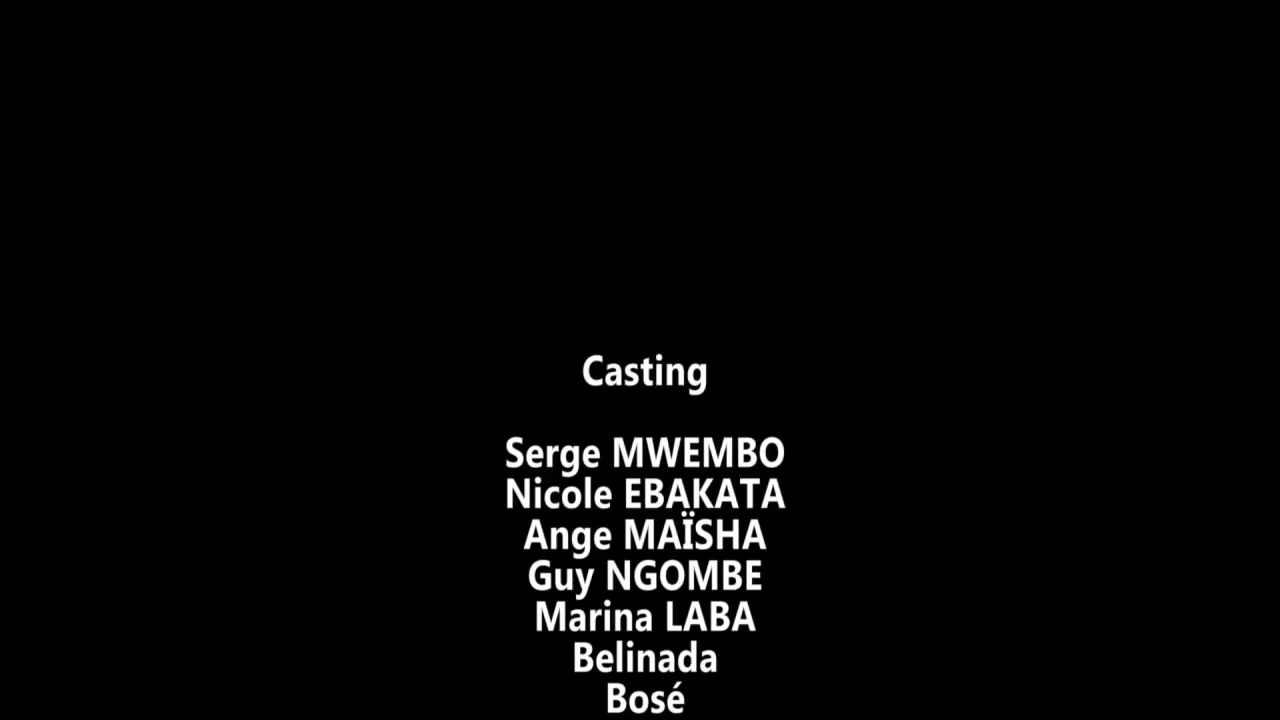 Casting
Serge MWEMBO
Nicole EBAKATA
Ange MAÏSHA
Guy NGOMBE
Marina LABA
Belinada
Bosé